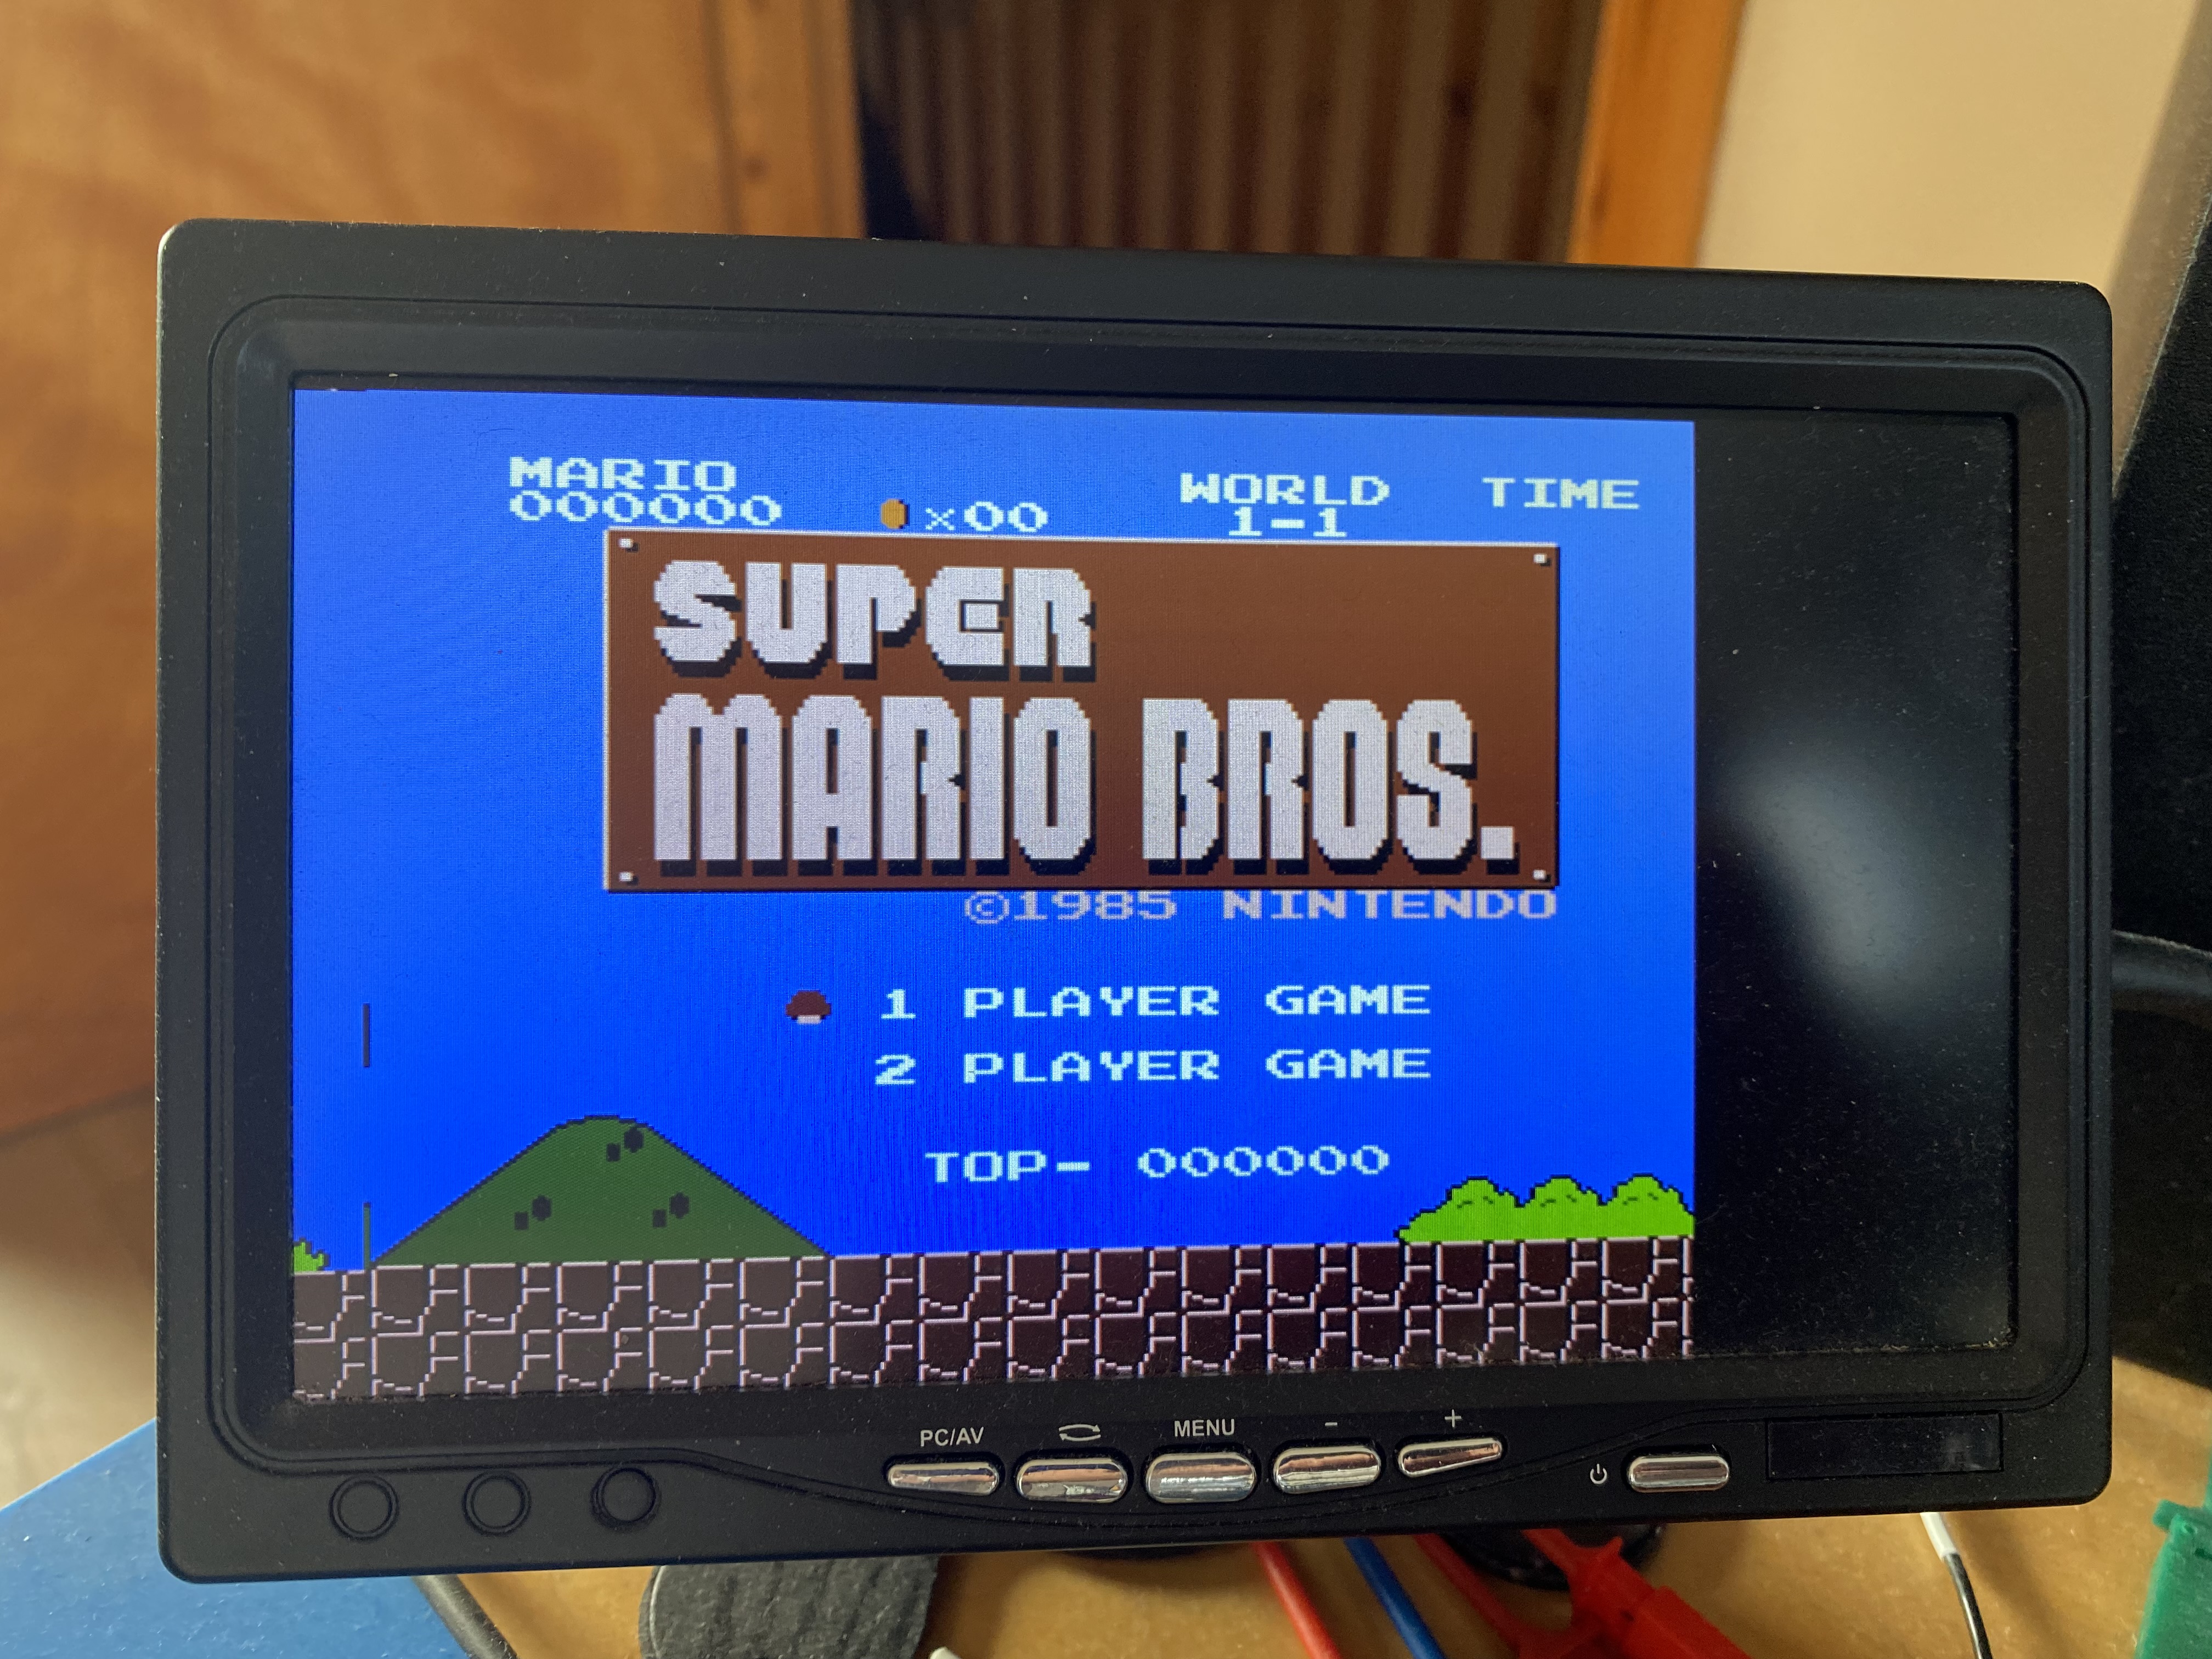 MARIO WORLD TIME
000000 ×00 1-1
SUPER
MARIO BROS.
©1985 NINTENDO
1 PLAYER GAME
2 PLAYER GAME
TOP- 000000
PC/AV MENU - +